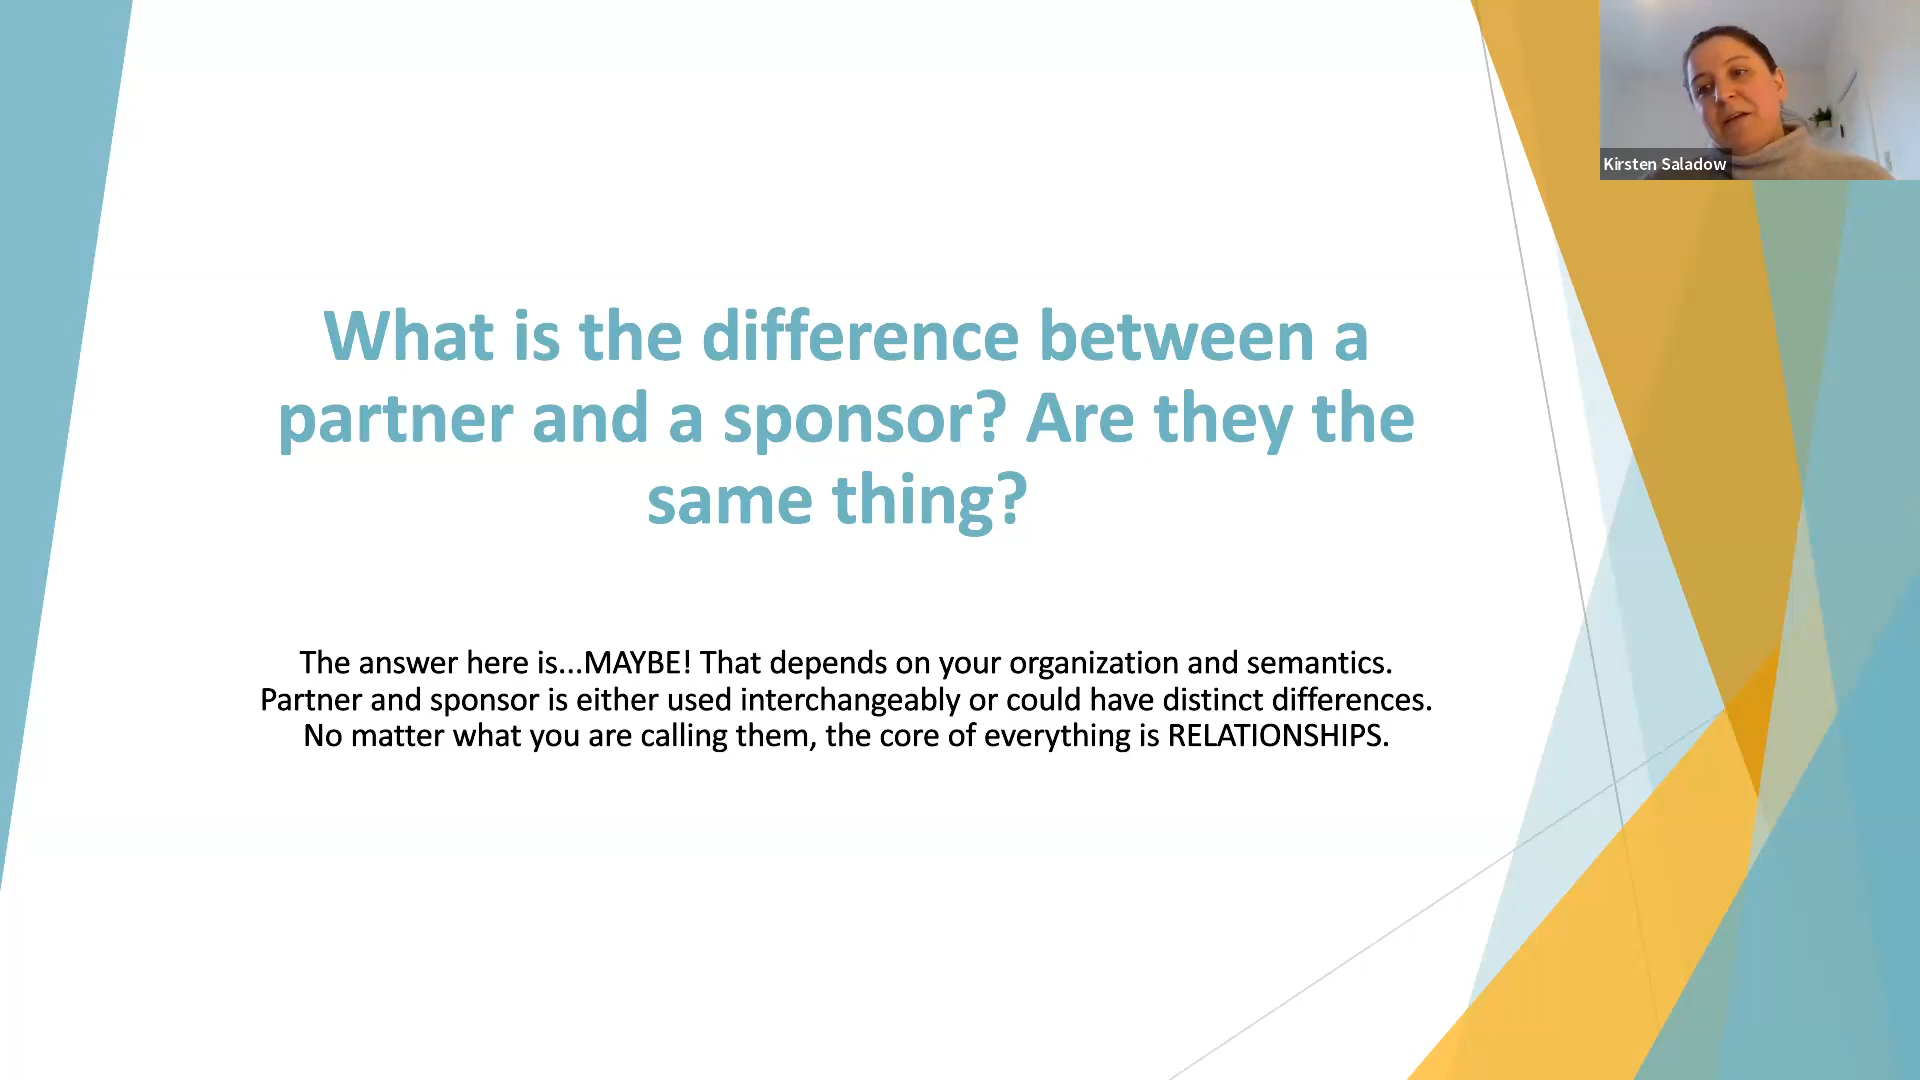 What is the difference between a
partner and a sponsor? Are they the
same thing?
The answer here is...MAYBE! That depends on your organization and semantics.
Partner and sponsor is either used interchangeably or could have distinct differences.
No matter what you are calling them, the core of everything is RELATIONSHIPS.
Kirsten Saladow